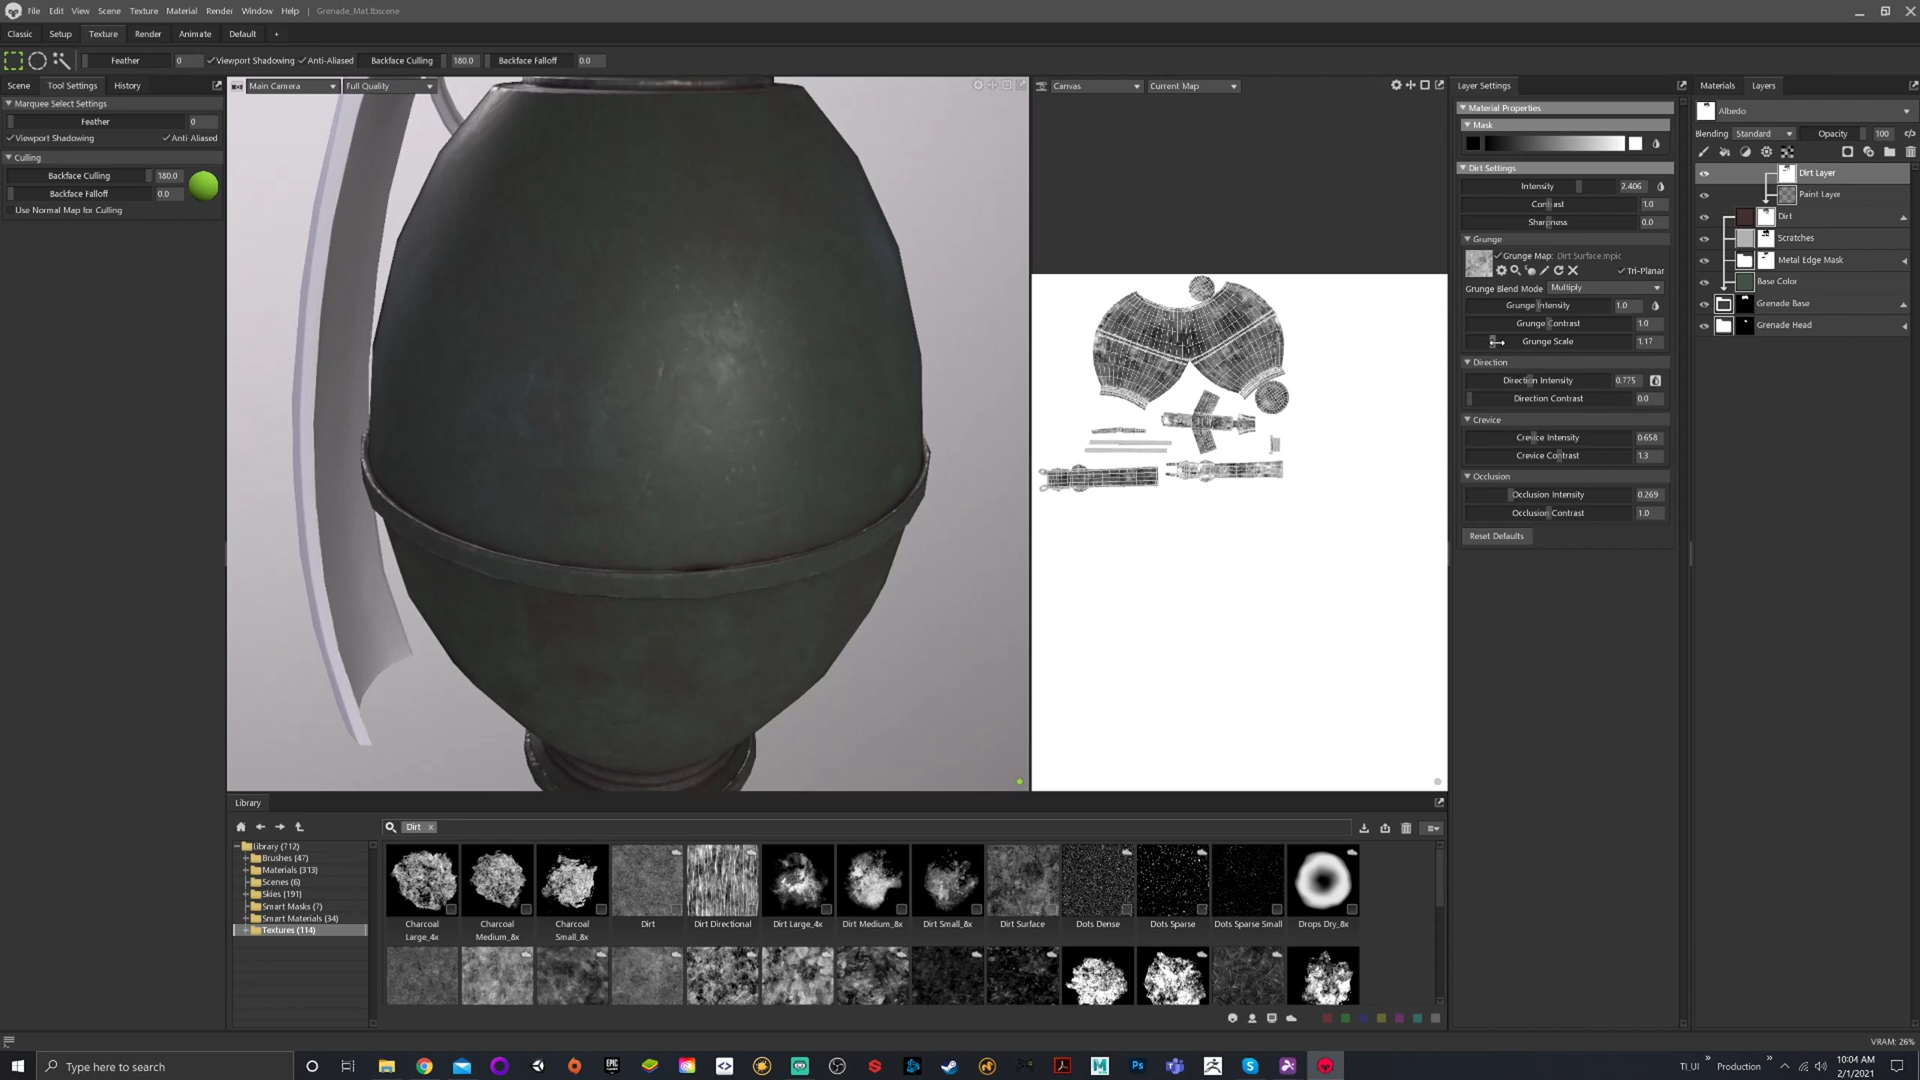 File Edit View Scene Texture Material Render Window Help Grenade_Mat.tbscene
Classic Setup Texture Render Animate Default +
Feather 0 Viewport Shadowing Anti-Aliased Backface Culling 180.0 Backface Falloff 0.0
Scene Tool Settings History
Marquee Select Settings
Feather 0
Viewport Shadowing Anti Aliased
Culling
Backface Culling 180.0
Backface Falloff 0.0
Use Normal Map for Culling
Main Camera Full Quality
Canvas Current Map
Layer Settings
Material Properties
Mask
Dirt Settings
Intensity 2.406
Contrast 1.0
Sharpness 0.0
Grunge
Grunge Map: Dirt Surface.mpic
Tri-Planar
Grunge Blend Mode Multiply
Grunge Intensity 1.0
Grunge Contrast 1.0
Grunge Scale 1.17
Direction
Direction Intensity 0.775
Direction Contrast 0.0
Crevice
Crevice Intensity 0.658
Crevice Contrast 1.3
Occlusion
Occlusion Intensity 0.269
Occlusion Contrast 1.0
Reset Defaults
Materials Layers
Albedo
Blending Standard Opacity 100
Dirt Layer
Paint Layer
Dirt
Scratches
Metal Edge Mask
Base Color
Grenade Base
Grenade Head
Library
Dirt x
library (712)
Brushes (47)
Materials (313)
Scenes (6)
Skies (191)
Smart Masks (7)
Smart Materials (34)
Textures (114)
Charcoal Large_4x
Charcoal Medium_8x
Charcoal Small_8x
Dirt
Dirt Directional
Dirt Large_4x
Dirt Medium_8x
Dirt Small_8x
Dirt Surface
Dots Dense
Dots Sparse
Dots Sparse Small
Drops Dry_8x
VRAM: 26%
Type here to search
TI_UI
Production
10:04 AM
2/1/2021